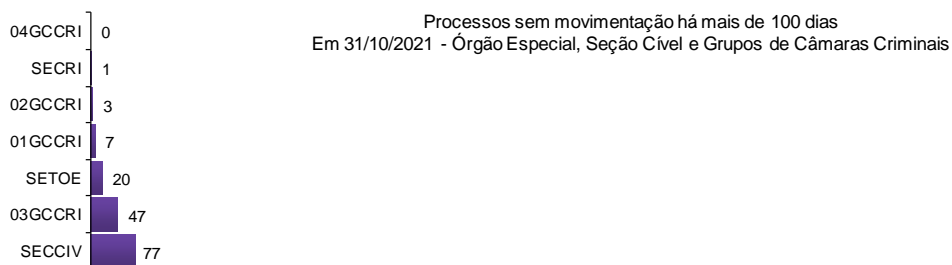 Processos sem movimentação há mais de 100 dias
Em 31/10/2021 - Órgão Especial, Seção Cível e Grupos de Câmaras Criminais
04GCCRI 0
SECRI 1
02GCCRI 3
01GCCRI 7
SETOE 20
03GCCRI 47
SECCIV 77